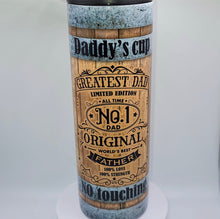 Daddy's cup
GREATEST DAD
LIMITED EDITION
ALL TIME
No.1
DAD
ORIGINAL
WORLD'S BEST
FATHER
100% LOVE
100% STRENGTH
NO touching